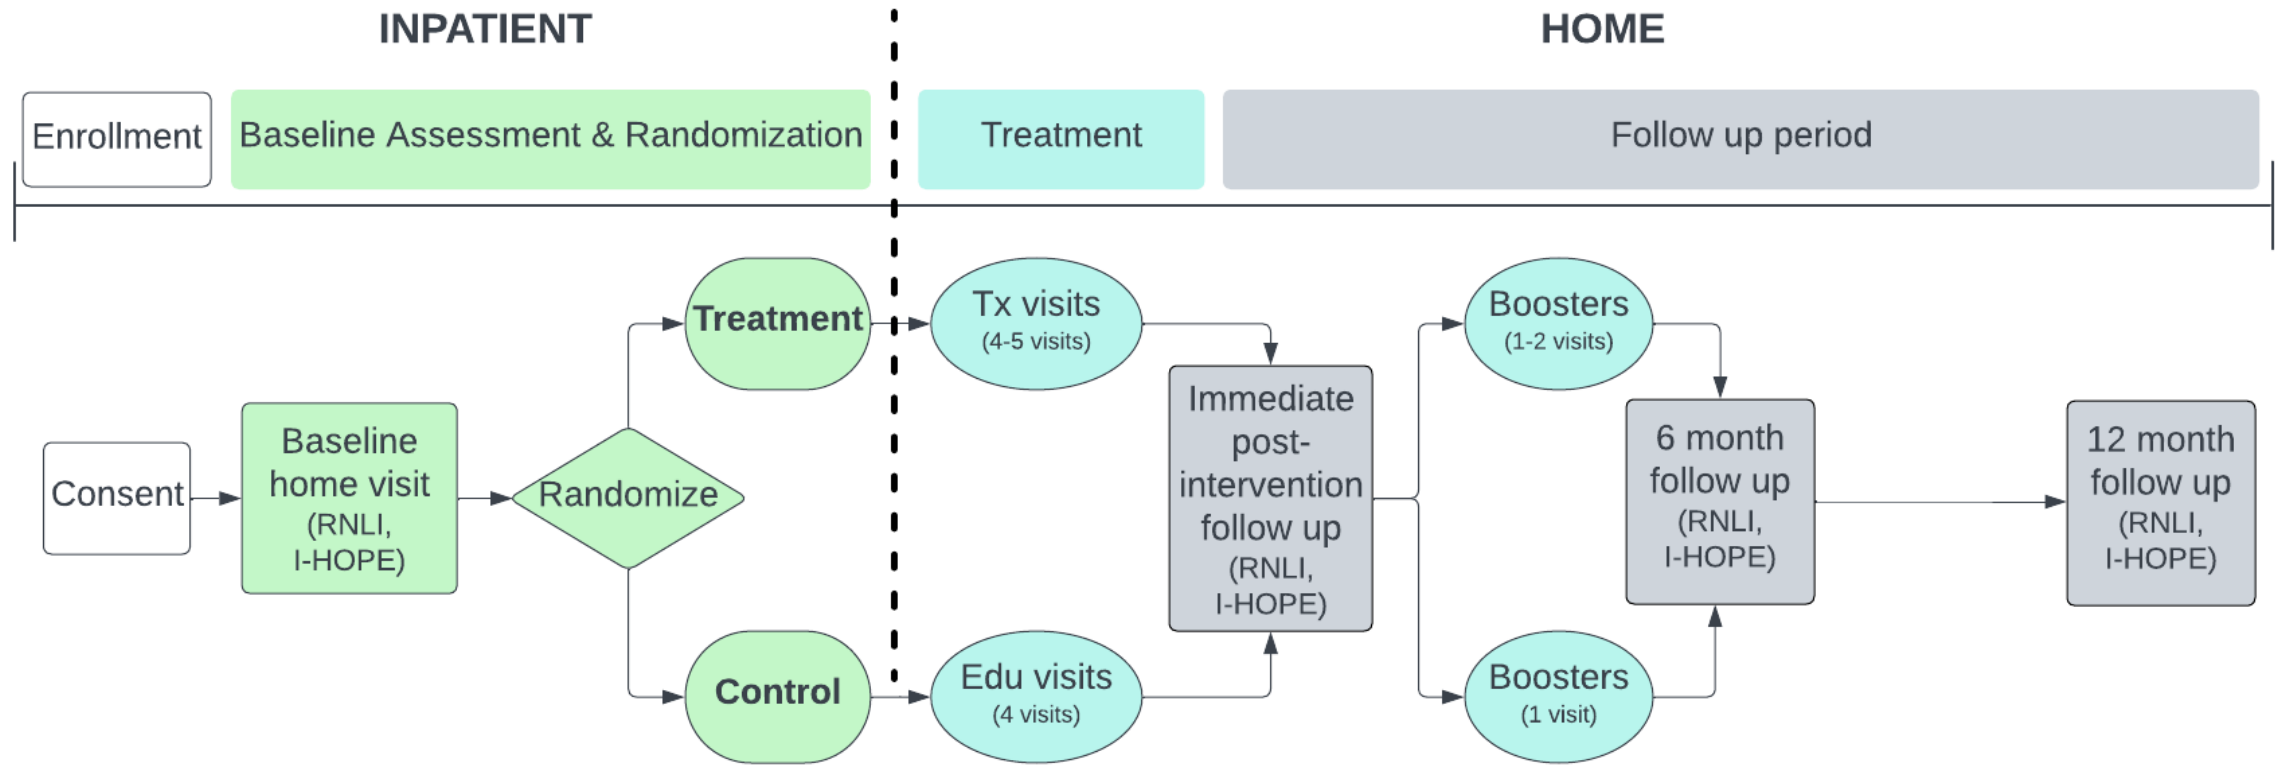 INPATIENT
HOME
Enrollment
Baseline Assessment & Randomization
Treatment
Follow up period
Consent
Baseline
home visit
(RNLI,
I-HOPE)
Randomize
Treatment
Control
Tx visits
(4-5 visits)
Edu visits
(4 visits)
Immediate
post-
intervention
follow up
(RNLI,
I-HOPE)
Boosters
(1-2 visits)
Boosters
(1 visit)
6 month
follow up
(RNLI,
I-HOPE)
12 month
follow up
(RNLI,
I-HOPE)